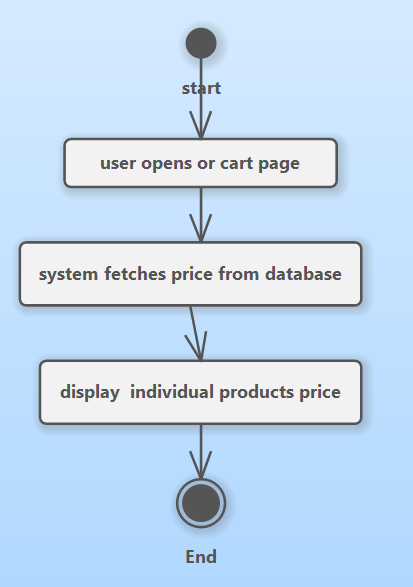 start
user opens or cart page
system fetches price from database
display  individual products price
End